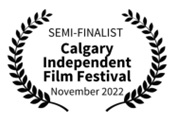 SEMI-FINALIST
Calgary
Independent
Film Festival
November 2022